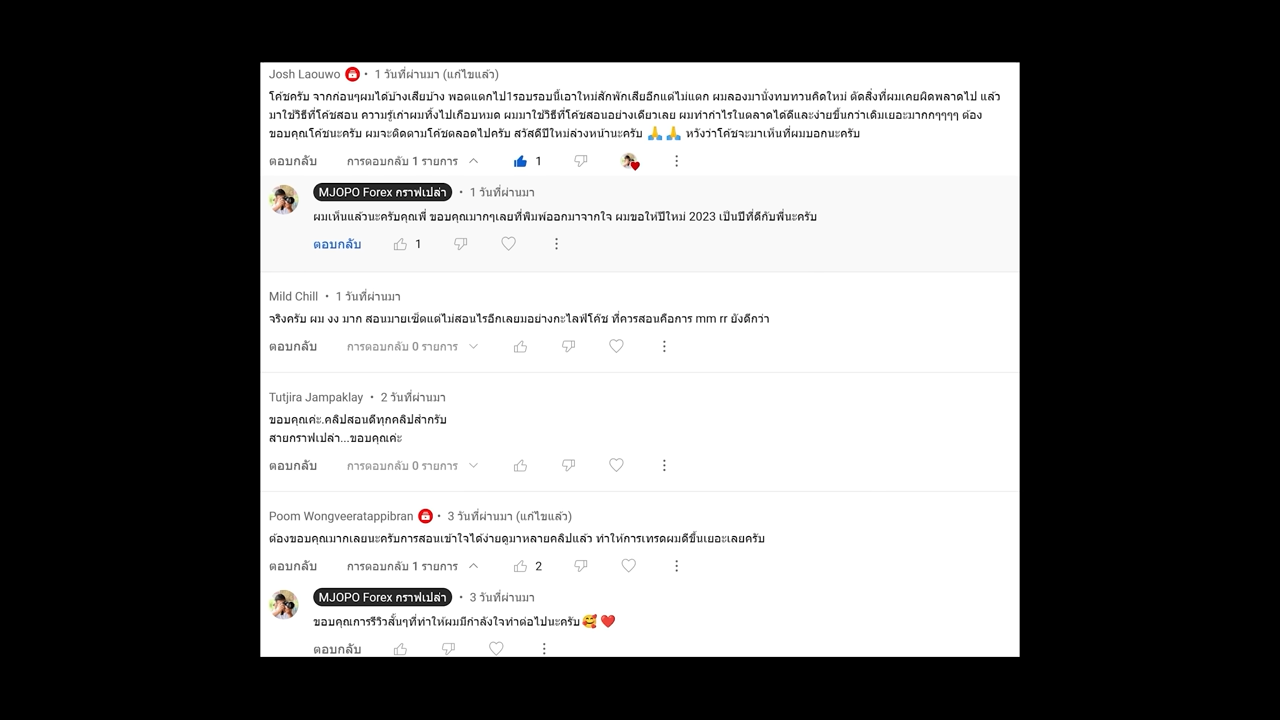 Josh Laouwo • 1 วันที่ผ่านมา (แก้ไขแล้ว)
โค้ชครับ จากก่อนๆผมได้บ้างเสียบ้าง พอตแตกไป1รอบรอบนี้เอาใหม่สักพักเสียอีกแต่ไม่แตก ผมลองมานั่งทบทวนคิดใหม่ ตัดสิ่งที่ผมเคยผิดพลาดไป แล้ว
มาใช้วิธีที่โค้ชสอน ความรู้เก่าผมทิ้งไปเกือบหมด ผมมาใช้วิธีที่โค้ชสอนอย่างเดียวเลย ผมทำกำไรในตลาดได้ดีและง่ายขึ้นกว่าเดิมเยอะมากกๆๆๆๆ ต้อง
ขอบคุณโค้ชนะครับ ผมจะติดตามโค้ชตลอดไปครับ สวัสดีปีใหม่ล่วงหน้านะครับ 🙏 🙏 หวังว่าโค้ชจะมาเห็นที่ผมบอกนะครับ
ตอบกลับ การตอบกลับ 1 รายการ 1
MJOPO Forex กราฟเปล่า • 1 วันที่ผ่านมา
ผมเห็นแล้วนะครับคุณพี่ ขอบคุณมากๆเลยที่พิมพ์ออกมาจากใจ ผมขอให้ปีใหม่ 2023 เป็นปีที่ดีกับพี่นะครับ
ตอบกลับ 1
Mild Chill • 1 วันที่ผ่านมา
จริงครับ ผม งง มาก สอนมายเซ็ตแต่ไม่สอนไรอีกเลยมอย่างกะไลฟ์โค้ช ที่ควรสอนคือการ mm rr ยังดีกว่า
ตอบกลับ การตอบกลับ 0 รายการ
Tutjira Jampaklay • 2 วันที่ผ่านมา
ขอบคุณค่ะ.คลิปสอนดีทุกคลิปสำกรับ
สายกราฟเปล่า...ขอบคุณค่ะ
ตอบกลับ การตอบกลับ 0 รายการ
Poom Wongveeratappibran • 3 วันที่ผ่านมา (แก้ไขแล้ว)
ต้องขอบคุณมากเลยนะครับการสอนเข้าใจได้ง่ายดูมาหลายคลิปแล้ว ทำให้การเทรดผมดีขึ้นเยอะเลยครับ
ตอบกลับ การตอบกลับ 1 รายการ 2
MJOPO Forex กราฟเปล่า • 3 วันที่ผ่านมา
ขอบคุณการรีวิวสั้นๆที่ทำให้ผมมีกำลังใจทำต่อไปนะครับ🥰 ❤️
ตอบกลับ